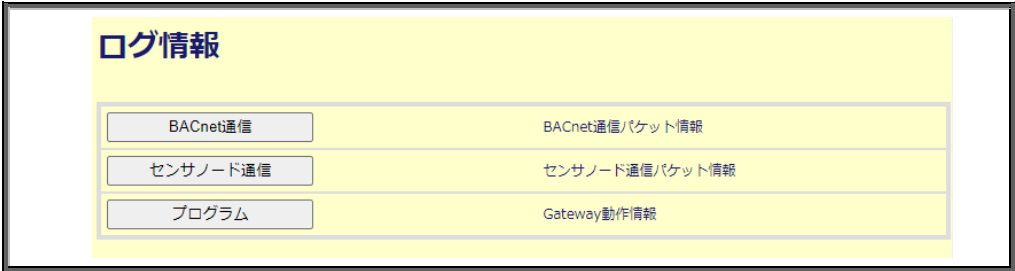 ログ情報
BACnet通信 BACnet通信パケット情報
センサノード通信 センサノード通信パケット情報
プログラム Gateway動作情報